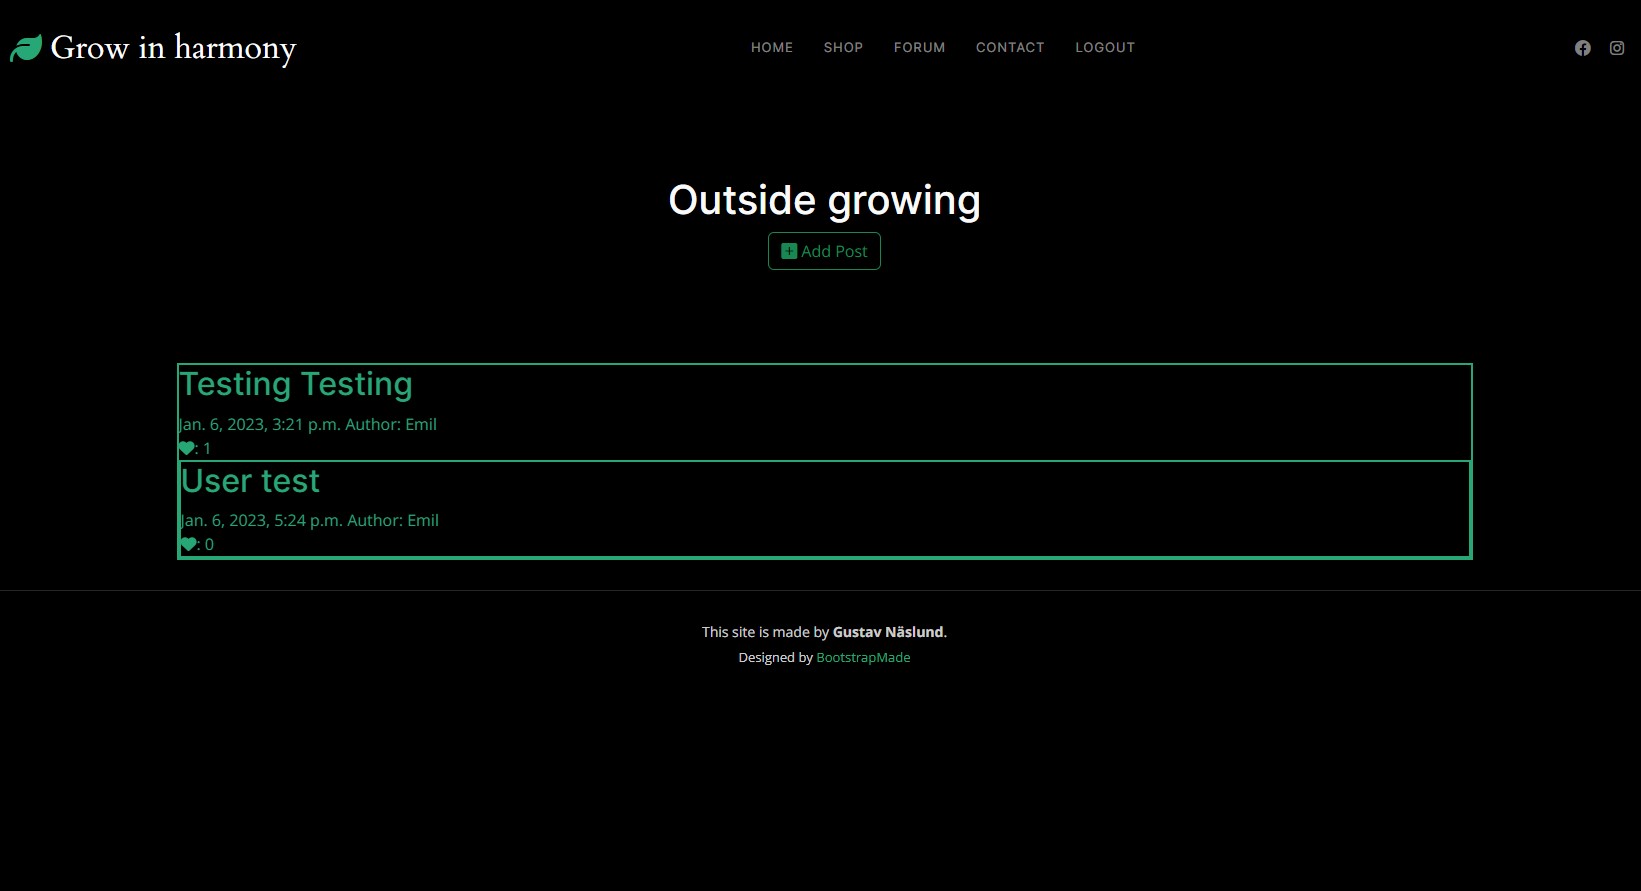 Grow in harmony
HOME SHOP FORUM CONTACT LOGOUT
Outside growing
Add Post
Testing Testing
Jan. 6, 2023, 3:21 p.m. Author: Emil
: 1
User test
Jan. 6, 2023, 5:24 p.m. Author: Emil
: 0
This site is made by Gustav Näslund.
Designed by BootstrapMade